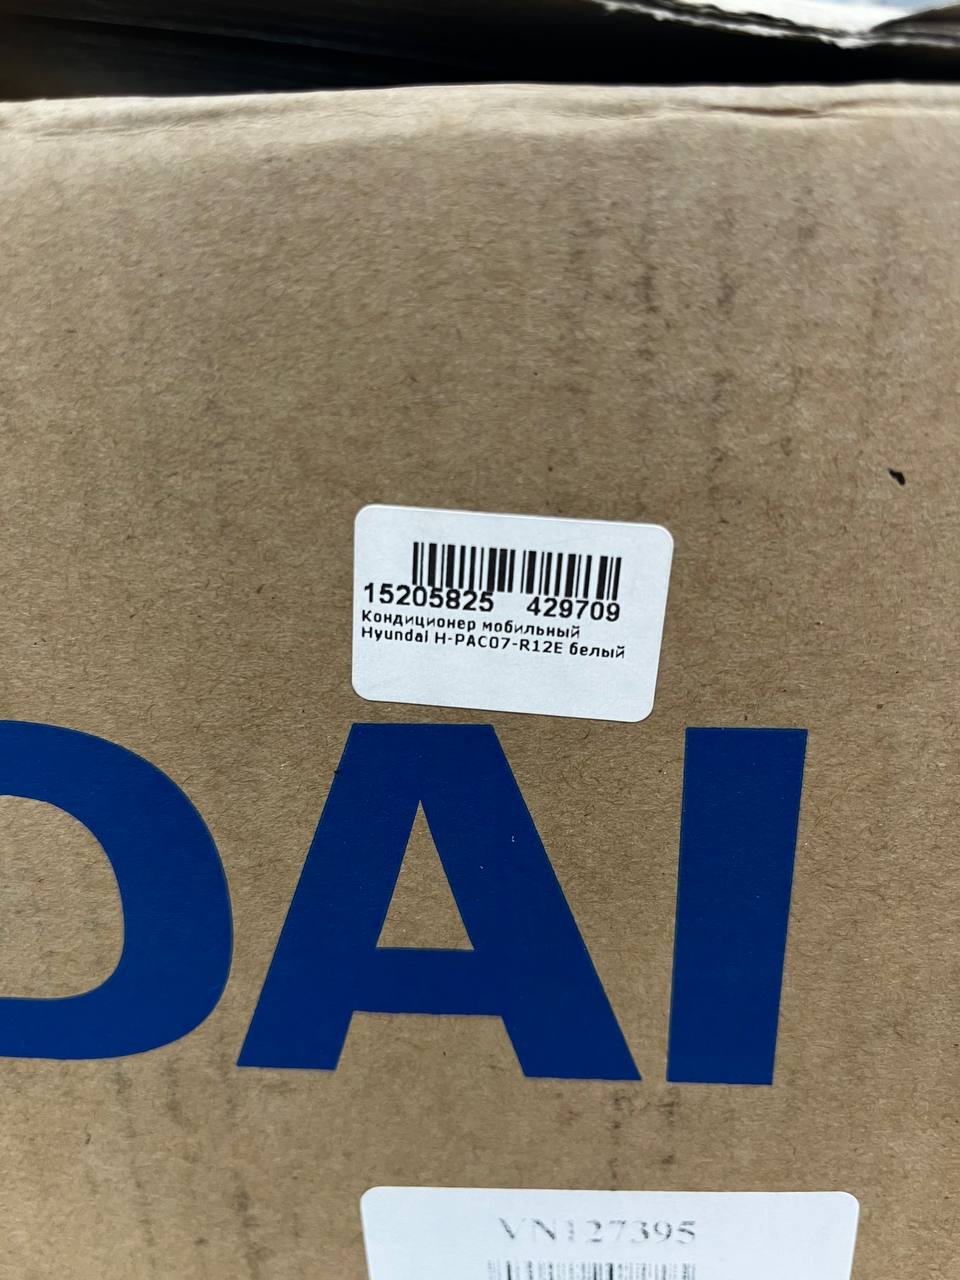 15205825 429709
Кондиционер мобильный
Hyundai H-PAC07-R12E белый
DAI
VN127395